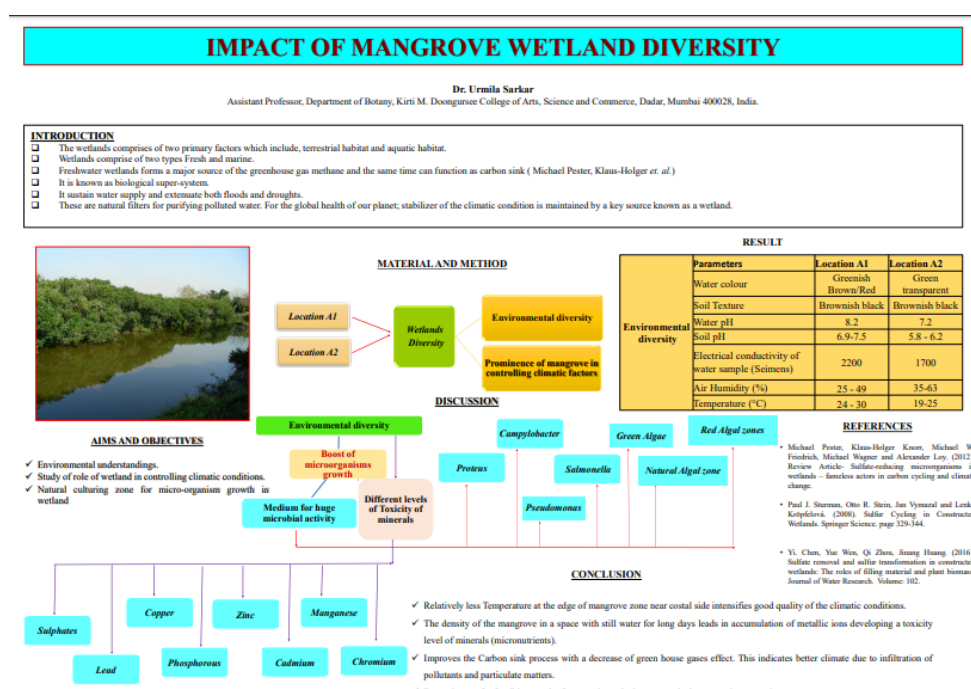 IMPACT OF MANGROVE WETLAND DIVERSITY
Dr. Urmila Sarkar
Assistant Professor, Department of Botany, Kirti M. Doongursee College of Arts, Science and Commerce, Dadar, Mumbai 400028, India.
INTRODUCTION
❑ The wetlands comprises of two primary factors which include, terrestrial habitat and aquatic habitat.
❑ Wetlands comprise of two types Fresh and marine.
❑ Freshwater wetlands forms a major source of the greenhouse gas methane and the same time can function as carbon sink ( Michael Pester, Klaus-Holger et. al.)
❑ It is known as biological super-system.
❑ It sustain water supply and extenuate both floods and droughts.
❑ These are natural filters for purifying polluted water. For the global health of our planet; stabilizer of the climatic condition is maintained by a key source known as a wetland.
MATERIAL AND METHOD
Location A1
Location A2
Wetlands
Diversity
Environmental diversity
Prominence of mangrove in
controlling climatic factors
RESULT
Environmental
diversity
Parameters Location A1 Location A2
Water colour Greenish Brown/Red Green transparent
Soil Texture Brownish black Brownish black
Water pH 8.2 7.2
Soil pH 6.9-7.5 5.8 - 6.2
Electrical conductivity of
water sample (Seimens) 2200 1700
Air Humidity (%) 25 - 49 35-63
Temperature (°C) 24 - 30 19-25
AIMS AND OBJECTIVES
✓ Environmental understandings.
✓ Study of role of wetland in controlling climatic conditions.
✓ Natural culturing zone for micro-organism growth in
wetland
DISCUSSION
Environmental diversity
Boost of
microorganisms
growth
Medium for huge
microbial activity
Different levels
of Toxicity of
minerals
Proteus
Campylobacter
Pseudomonas
Salmonella
Green Algae
Natural Algal zone
Red Algal zones
Sulphates
Lead
Copper
Phosphorous
Zinc
Cadmium
Manganese
Chromium
REFERENCES
• Michael Pester, Klaus-Holger Knorr, Michael W
Friedrich, Michael Wagner and Alexander Loy. (2012
Review Article- Sulfate-reducing microorganisms i
wetlands – fameless actors in carbon cycling and climat
change.
• Paul J. Sturman, Otto R. Stein, Jan Vymazal and Lenk
Kröpfelová. (2008). Sulfur Cycling in Constructe
Wetlands. Springer Science. page 329-344.
• Yi. Chen, Yue Wen, Qi Zhou, Jinang Huang. (2016
Sulfate removal and sulfur transformation in constructe
wetlands: The roles of filling material and plant biomas
Journal of Water Research. Volume: 102.
CONCLUSION
✓ Relatively less Temperature at the edge of mangrove zone near costal side intensifies good quality of the climatic conditions.
✓ The density of the mangrove in a space with still water for long days leads in accumulation of metallic ions developing a toxicity
level of minerals (micronutrients).
✓ Improves the Carbon sink process with a decrease of green house gases effect. This indicates better climate due to infiltration of
pollutants and particulate matters.